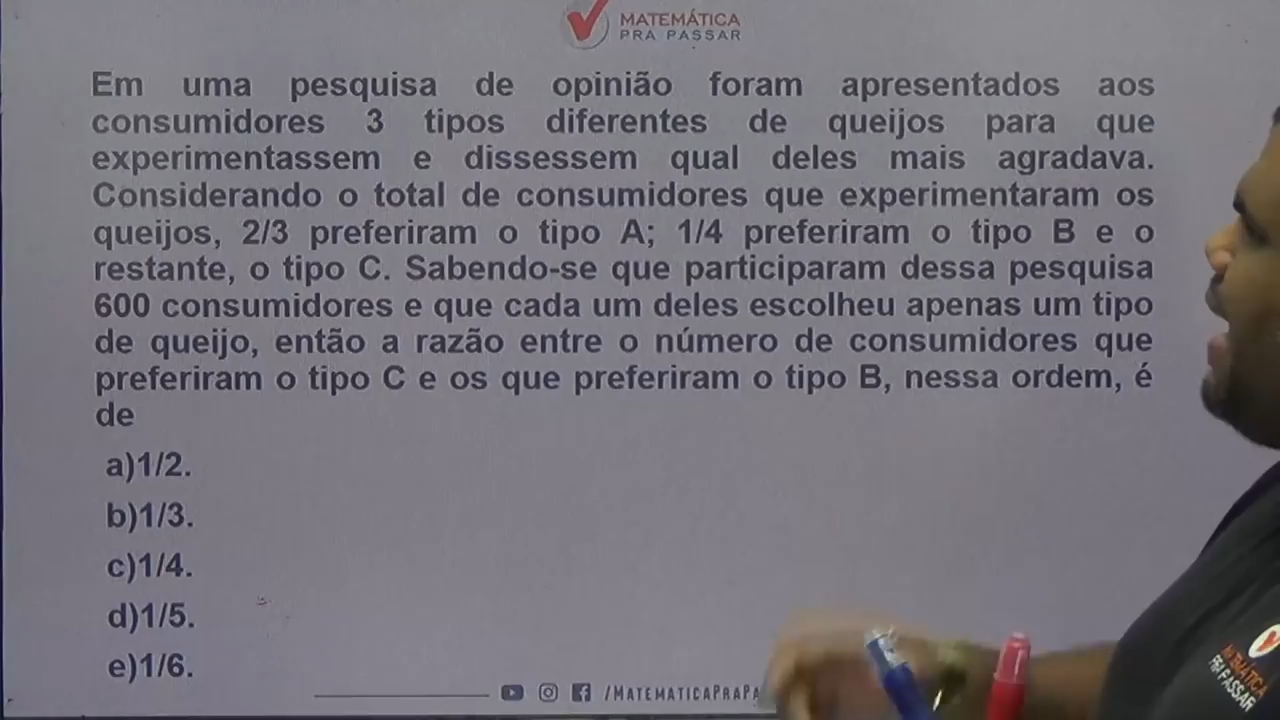 MATEMÁTICA
PRA PASSAR
Em uma pesquisa de opinião foram apresentados aos
consumidores 3 tipos diferentes de queijos para que
experimentassem e dissessem qual deles mais agradava.
Considerando o total de consumidores que experimentaram os
queijos, 2/3 preferiram o tipo A; 1/4 preferiram o tipo B e o
restante, o tipo C. Sabendo-se que participaram dessa pesquisa
600 consumidores e que cada um deles escolheu apenas um tipo
de queijo, então a razão entre o número de consumidores que
preferiram o tipo C e os que preferiram o tipo B, nessa ordem, é
de
a)1/2.
b)1/3.
c)1/4.
d)1/5.
e)1/6.
/MATEMATICAPRAPA
MATEMÁTICA
PRA PASSAR